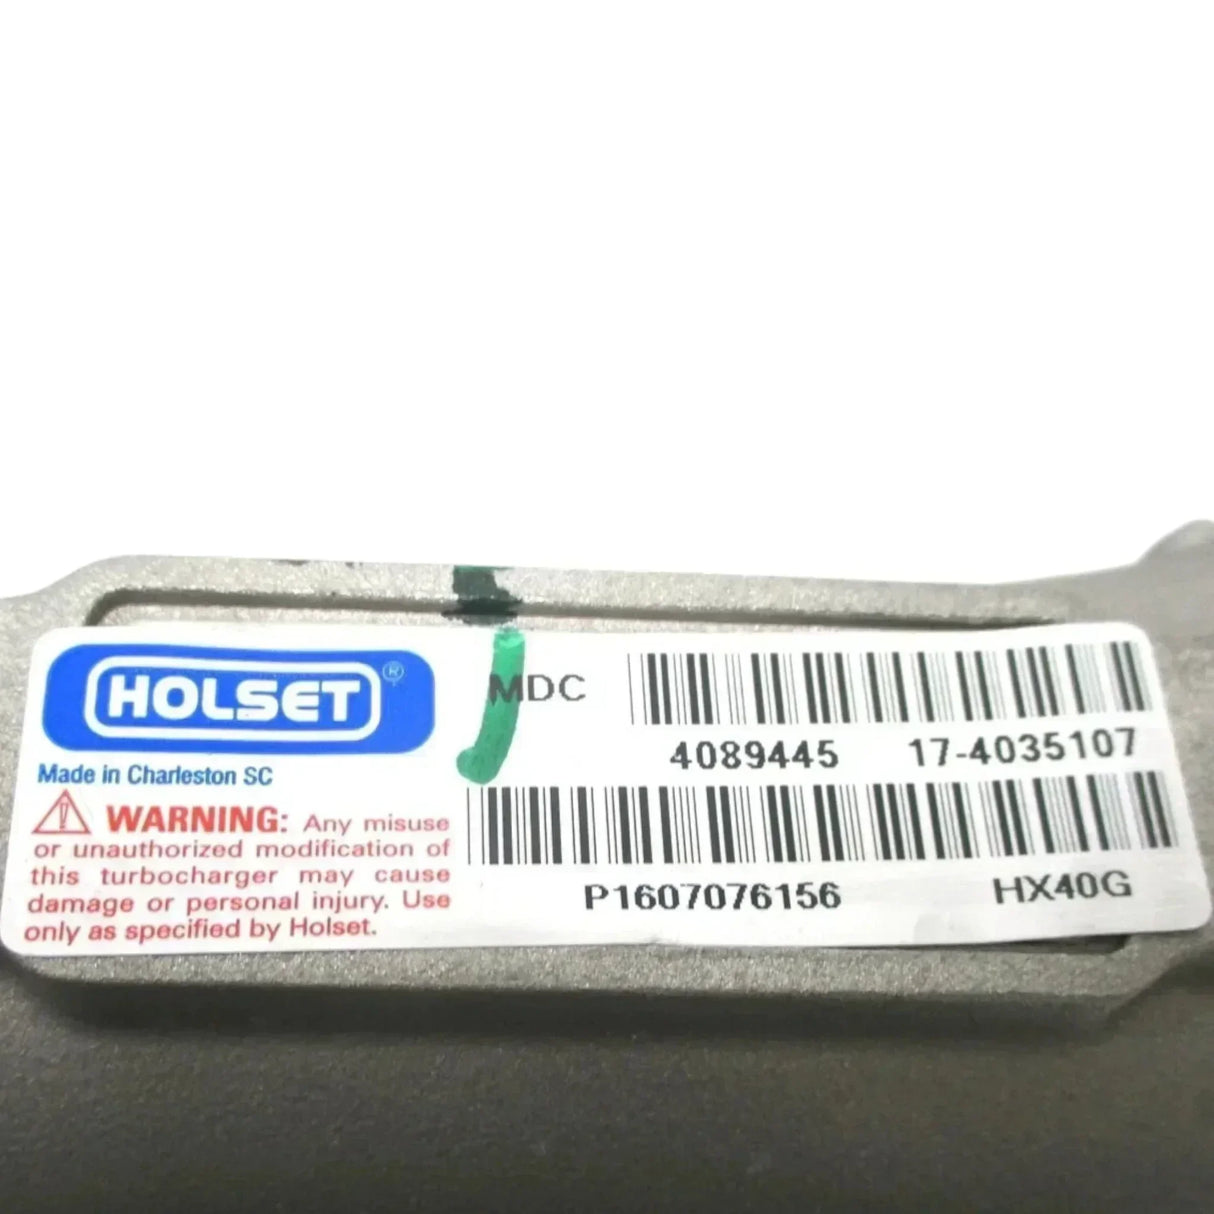 HOLSET ®
Made in Charleston SC
WARNING: Any misuse
or unauthorized modification of
this turbocharger may cause
damage or personal injury. Use
only as specified by Holset.
MDC
4089445 17-4035107
P1607076156 HX40G